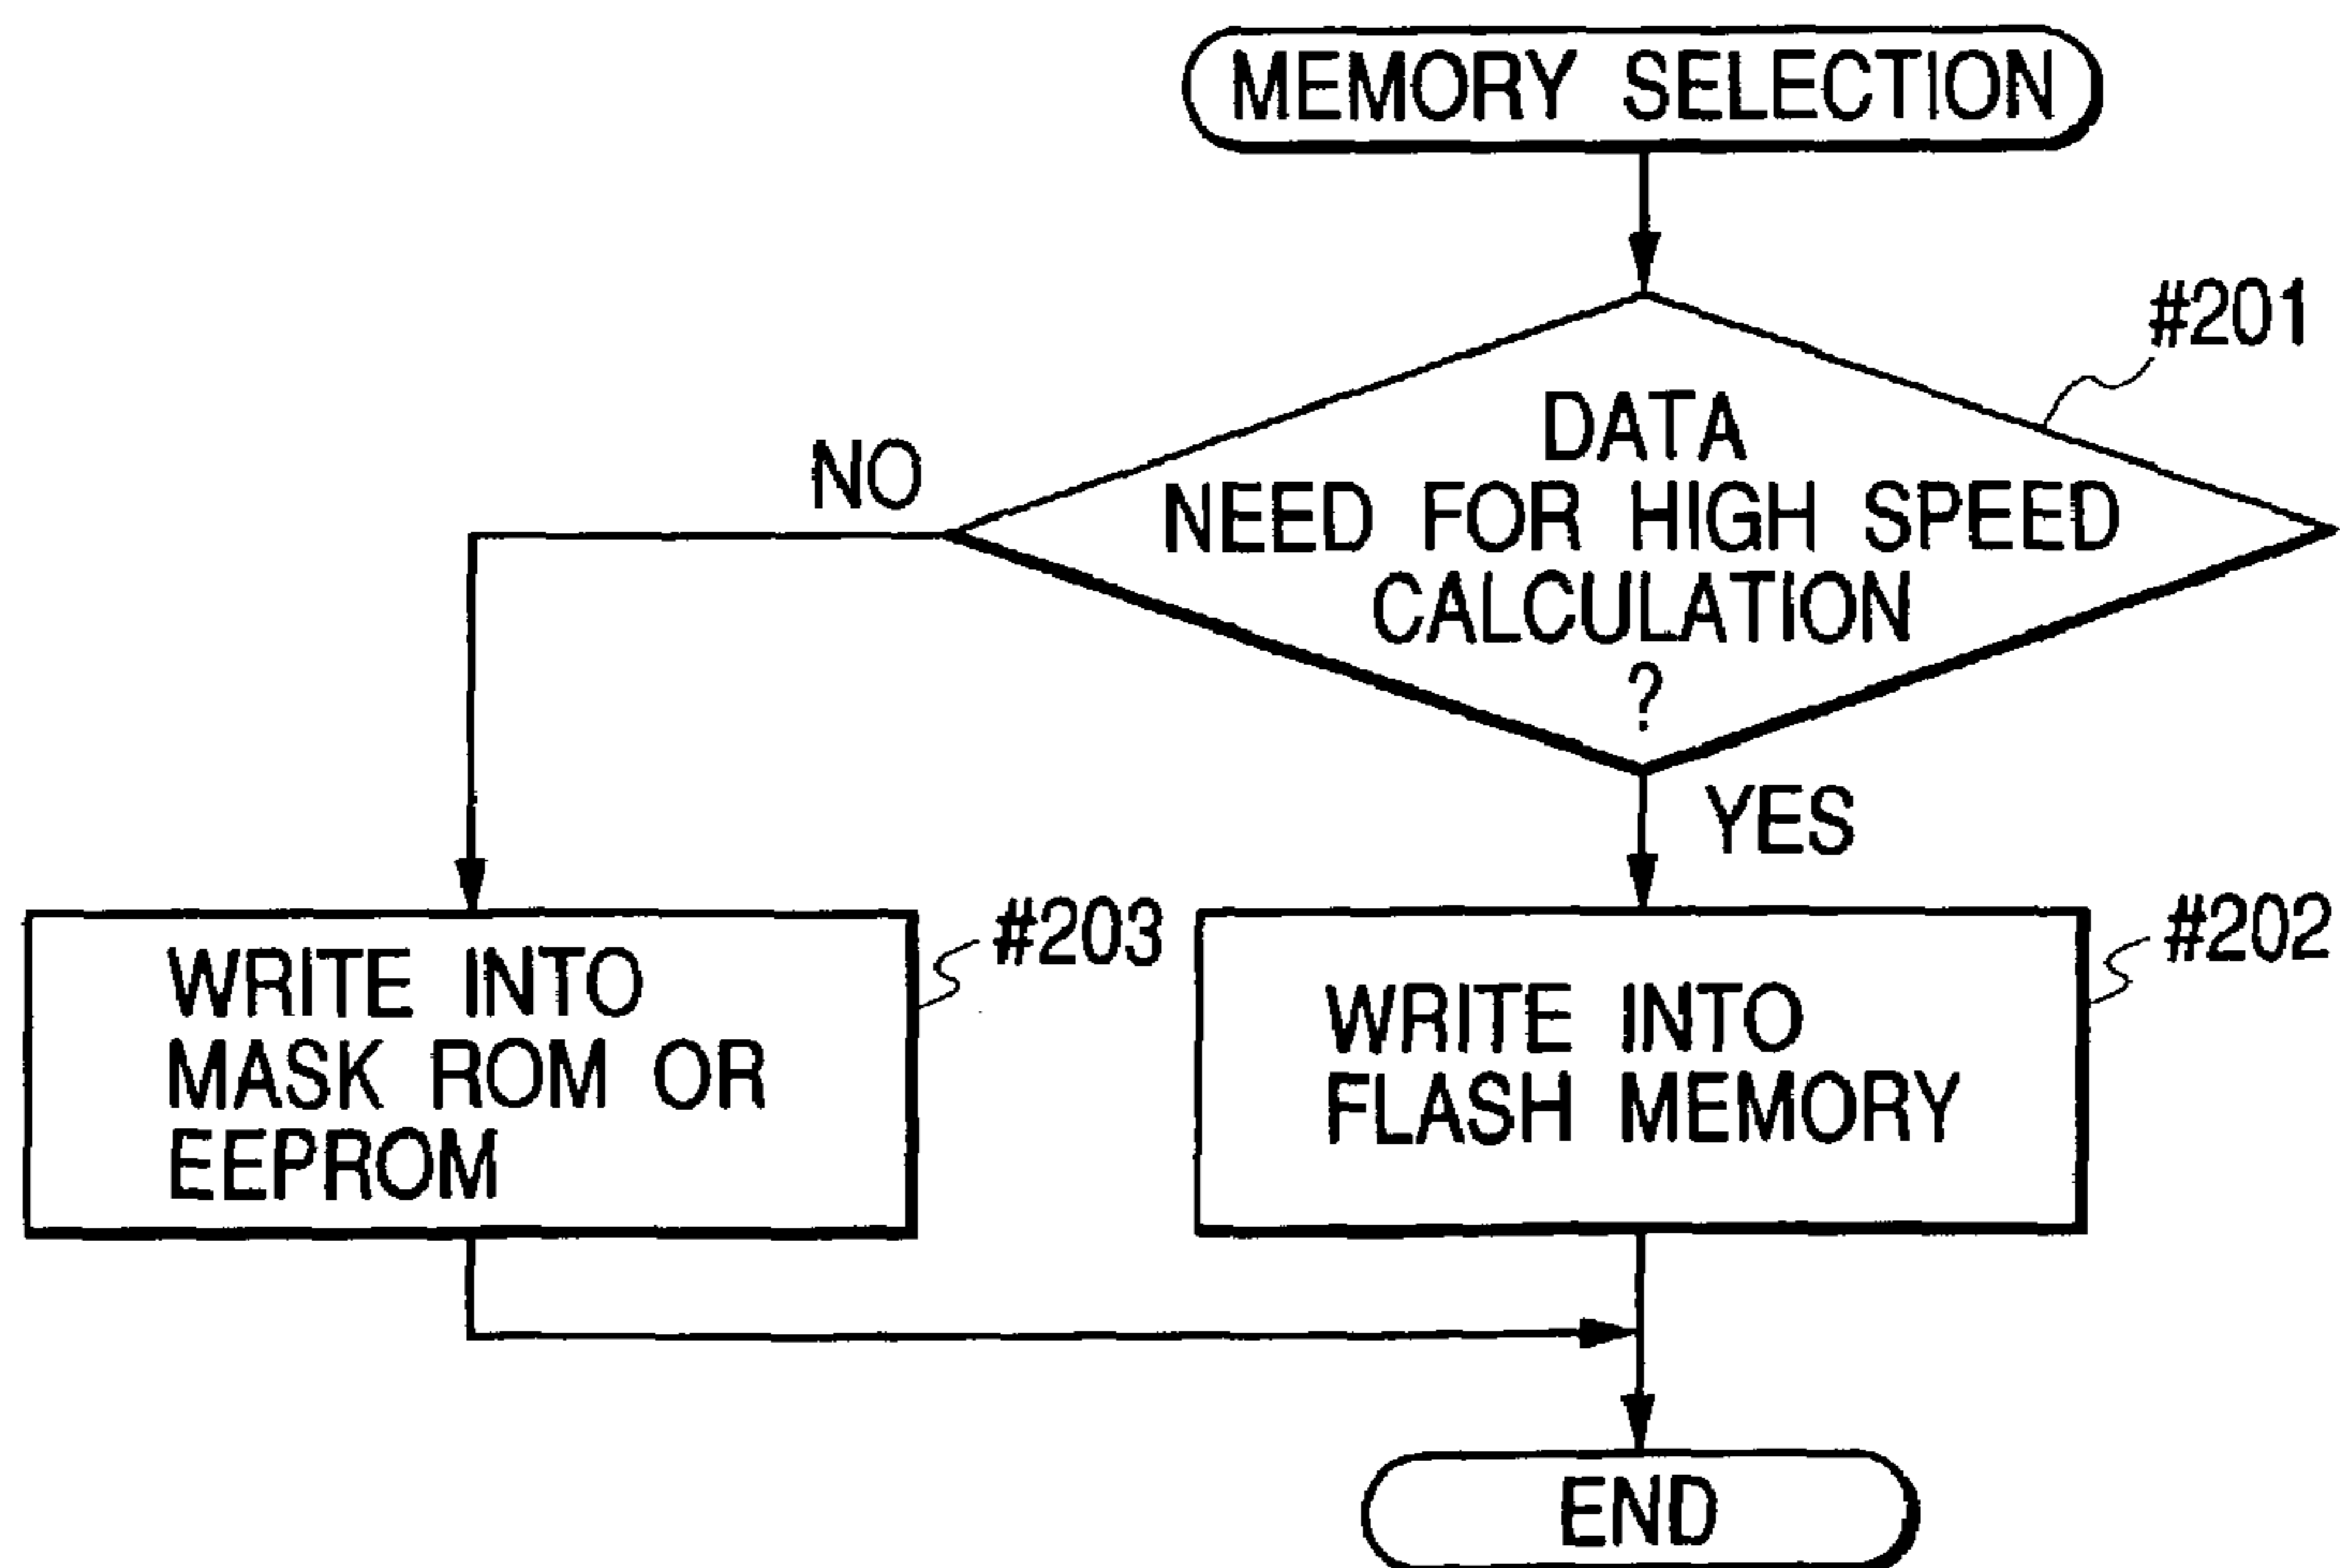 MEMORY SELECTION
#201
DATA
NEED FOR HIGH SPEED
CALCULATION
?
NO
YES
#203
WRITE INTO
MASK ROM OR
EEPROM
#202
WRITE INTO
FLASH MEMORY
END